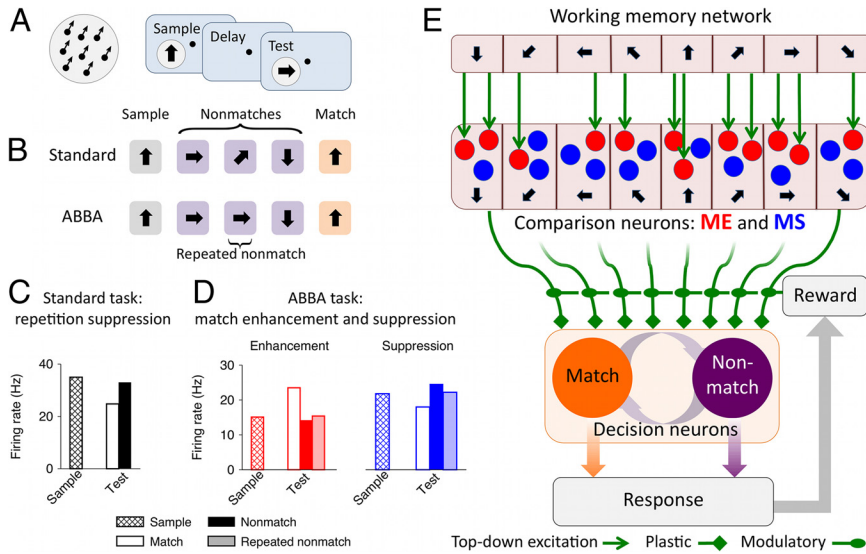 A
Sample
Delay
Test
B
Sample
Nonmatches
Match
Standard
ABBA
Repeated nonmatch
C
Standard task:
repetition suppression
Firing rate (Hz)
40
20
0
Sample
Test
D
ABBA task:
match enhancement and suppression
Enhancement
Suppression
Firing rate (Hz)
30
20
10
0
Sample
Test
Sample
Test
Sample
Nonmatch
Match
Repeated nonmatch
E
Working memory network
Comparison neurons: ME and MS
Reward
Match
Non-
match
Decision neurons
Response
Top-down excitation
Plastic
Modulatory